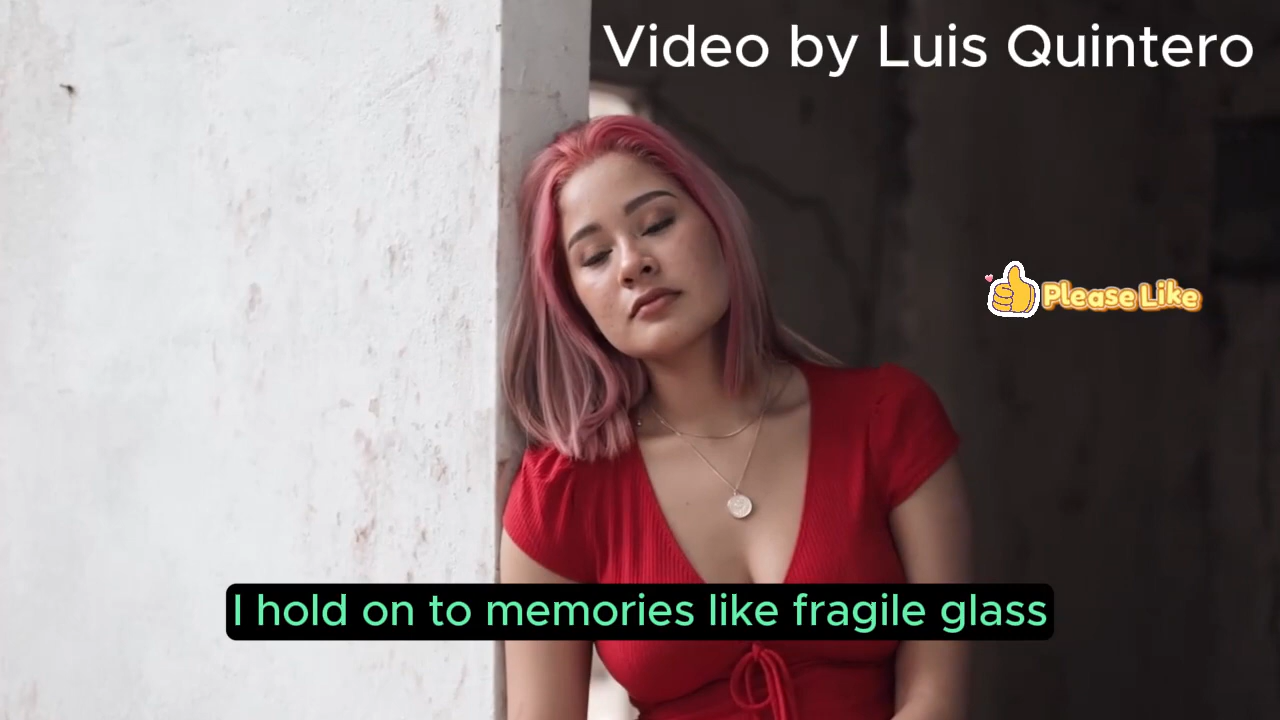 Video by Luis Quintero
Please Like
I hold on to memories like fragile glass